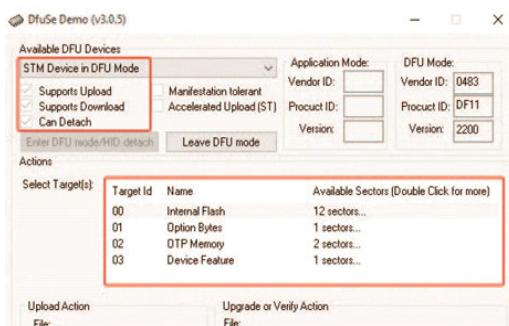 DfuSe Demo (v3.0.5)
Available DFU Devices
STM Device in DFU Mode
Supports Upload
Manifestation tolerant
Supports Download
Accelerated Upload (ST)
Can Detach
Enter DFU mode/HID detach
Leave DFU mode
Application Mode:
Vendor ID:
Procuct ID:
Version:
DFU Mode:
Vendor ID: 0483
Procuct ID: DF11
Version: 2200
Actions
Select Target(s):
Target Id Name Available Sectors (Double Click for more)
00 Internal Flash 12 sectors...
01 Option Bytes 1 sectors...
02 OTP Memory 2 sectors...
03 Device Feature 1 sectors...
Upload Action
File:
Upgrade or Verify Action
File: